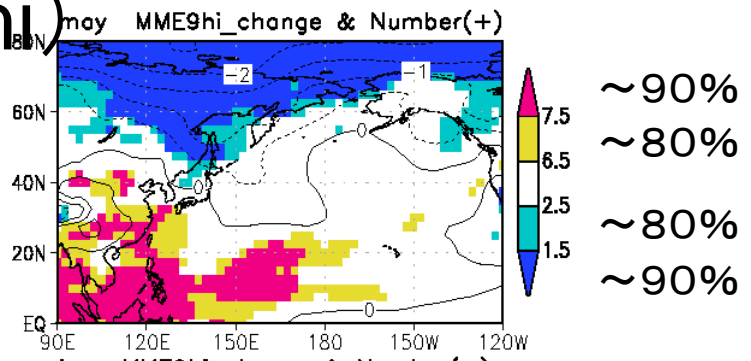 hi)
may MME9hi_change & Number(+)
80N
60N
40N
20N
EQ
90E 120E 150E 180 150W 120W
-2
-1
0
0
0
7.5
6.5
2.5
1.5
~90%
~80%
~80%
~90%